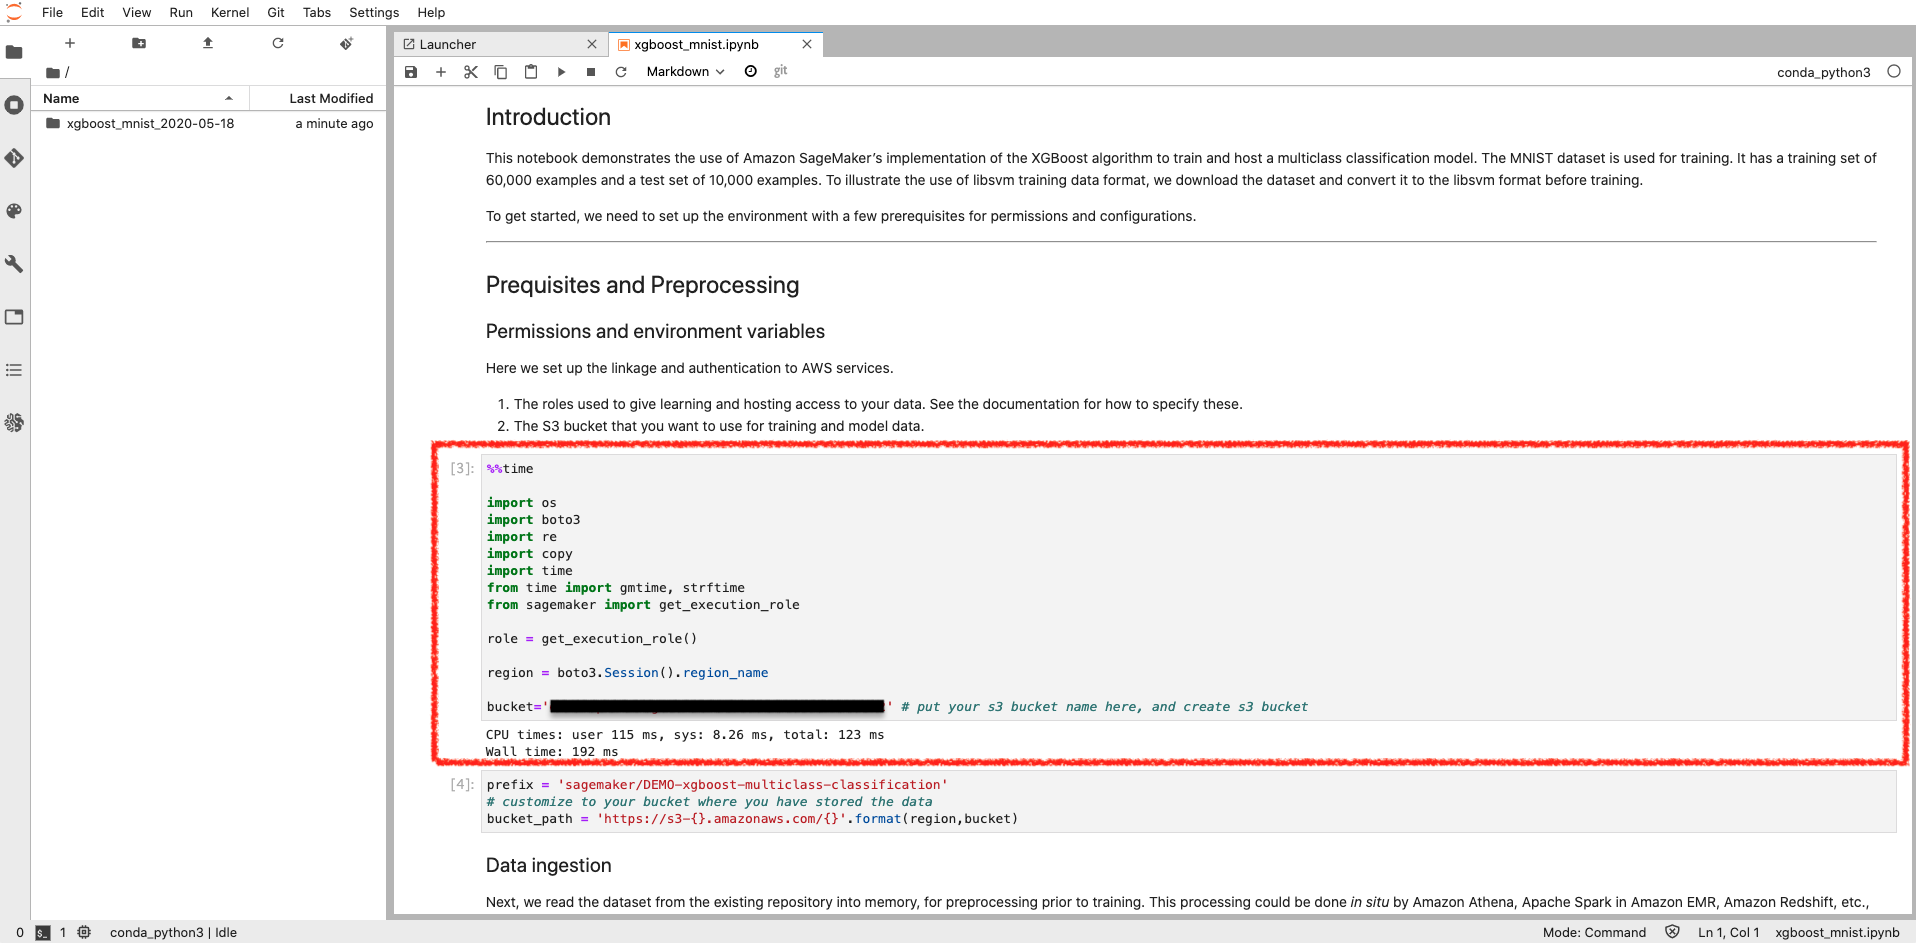 File Edit View Run Kernel Git Tabs Settings Help
Launcher
xgboost_mnist.ipynb
/
Markdown
git
conda_python3
Name
Last Modified
xgboost_mnist_2020-05-18
a minute ago
Introduction
This notebook demonstrates the use of Amazon SageMaker’s implementation of the XGBoost algorithm to train and host a multiclass classification model. The MNIST dataset is used for training. It has a training set of
60,000 examples and a test set of 10,000 examples. To illustrate the use of libsvm training data format, we download the dataset and convert it to the libsvm format before training.
To get started, we need to set up the environment with a few prerequisites for permissions and configurations.
Prequisites and Preprocessing
Permissions and environment variables
Here we set up the linkage and authentication to AWS services.
1. The roles used to give learning and hosting access to your data. See the documentation for how to specify these.
2. The S3 bucket that you want to use for training and model data.
[3]:
%%time
import os
import boto3
import re
import copy
import time
from time import gmtime, strftime
from sagemaker import get_execution_role
role = get_execution_role()
region = boto3.Session().region_name
bucket='' # put your s3 bucket name here, and create s3 bucket
CPU times: user 115 ms, sys: 8.26 ms, total: 123 ms
Wall time: 192 ms
[4]:
prefix = 'sagemaker/DEMO-xgboost-multiclass-classification'
# customize to your bucket where you have stored the data
bucket_path = 'https://s3-{}.amazonaws.com/{}'.format(region,bucket)
Data ingestion
Next, we read the dataset from the existing repository into memory, for preprocessing prior to training. This processing could be done in situ by Amazon Athena, Apache Spark in Amazon EMR, Amazon Redshift, etc.,
0 $_ 1 conda_python3 | Idle
Mode: Command Ln 1, Col 1 xgboost_mnist.ipynb